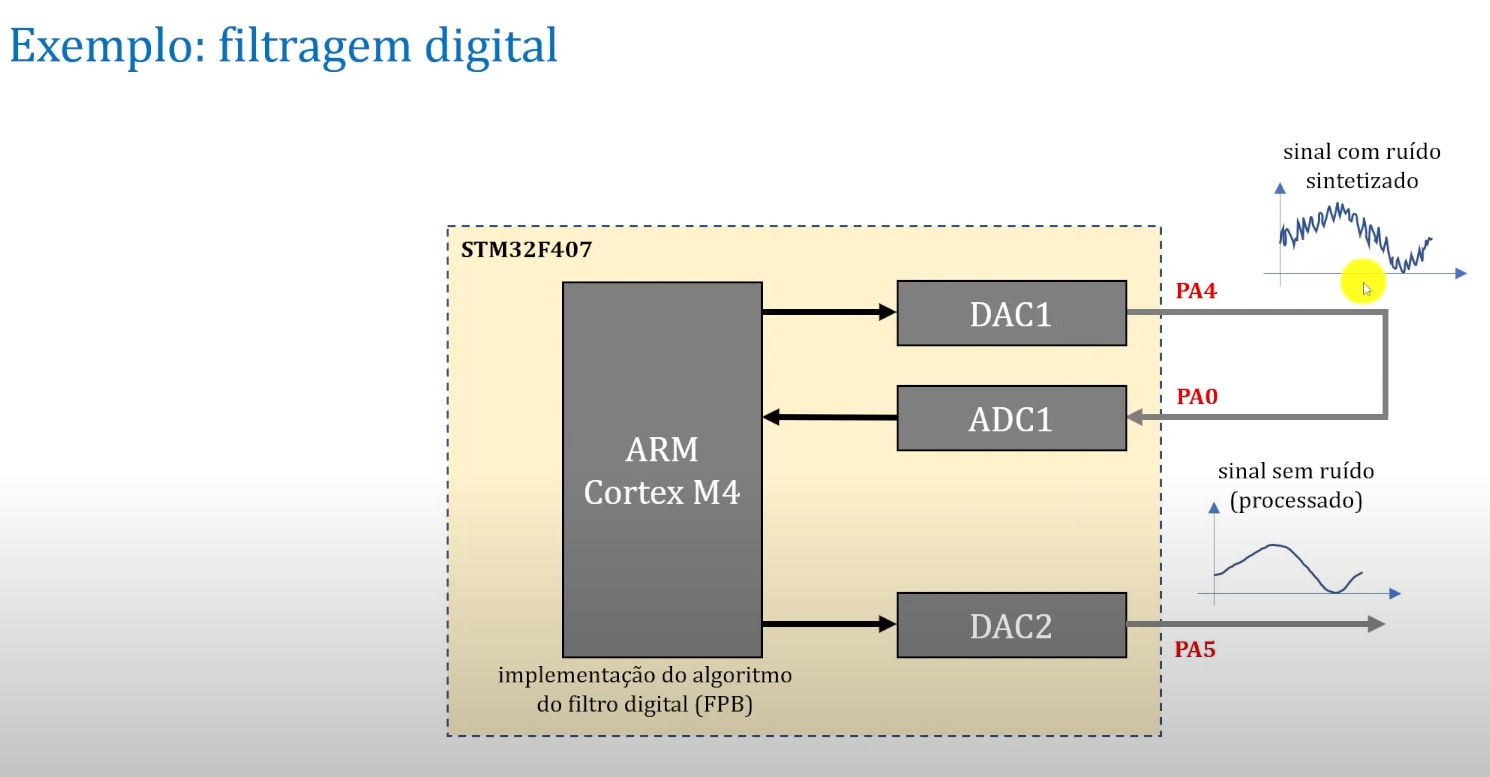 Exemplo: filtragem digital
sinal com ruído
sintetizado
STM32F407
PA4
DAC1
PA0
ADC1
ARM
Cortex M4
sinal sem ruído
(processado)
DAC2
PA5
implementação do algoritmo
do filtro digital (FPB)